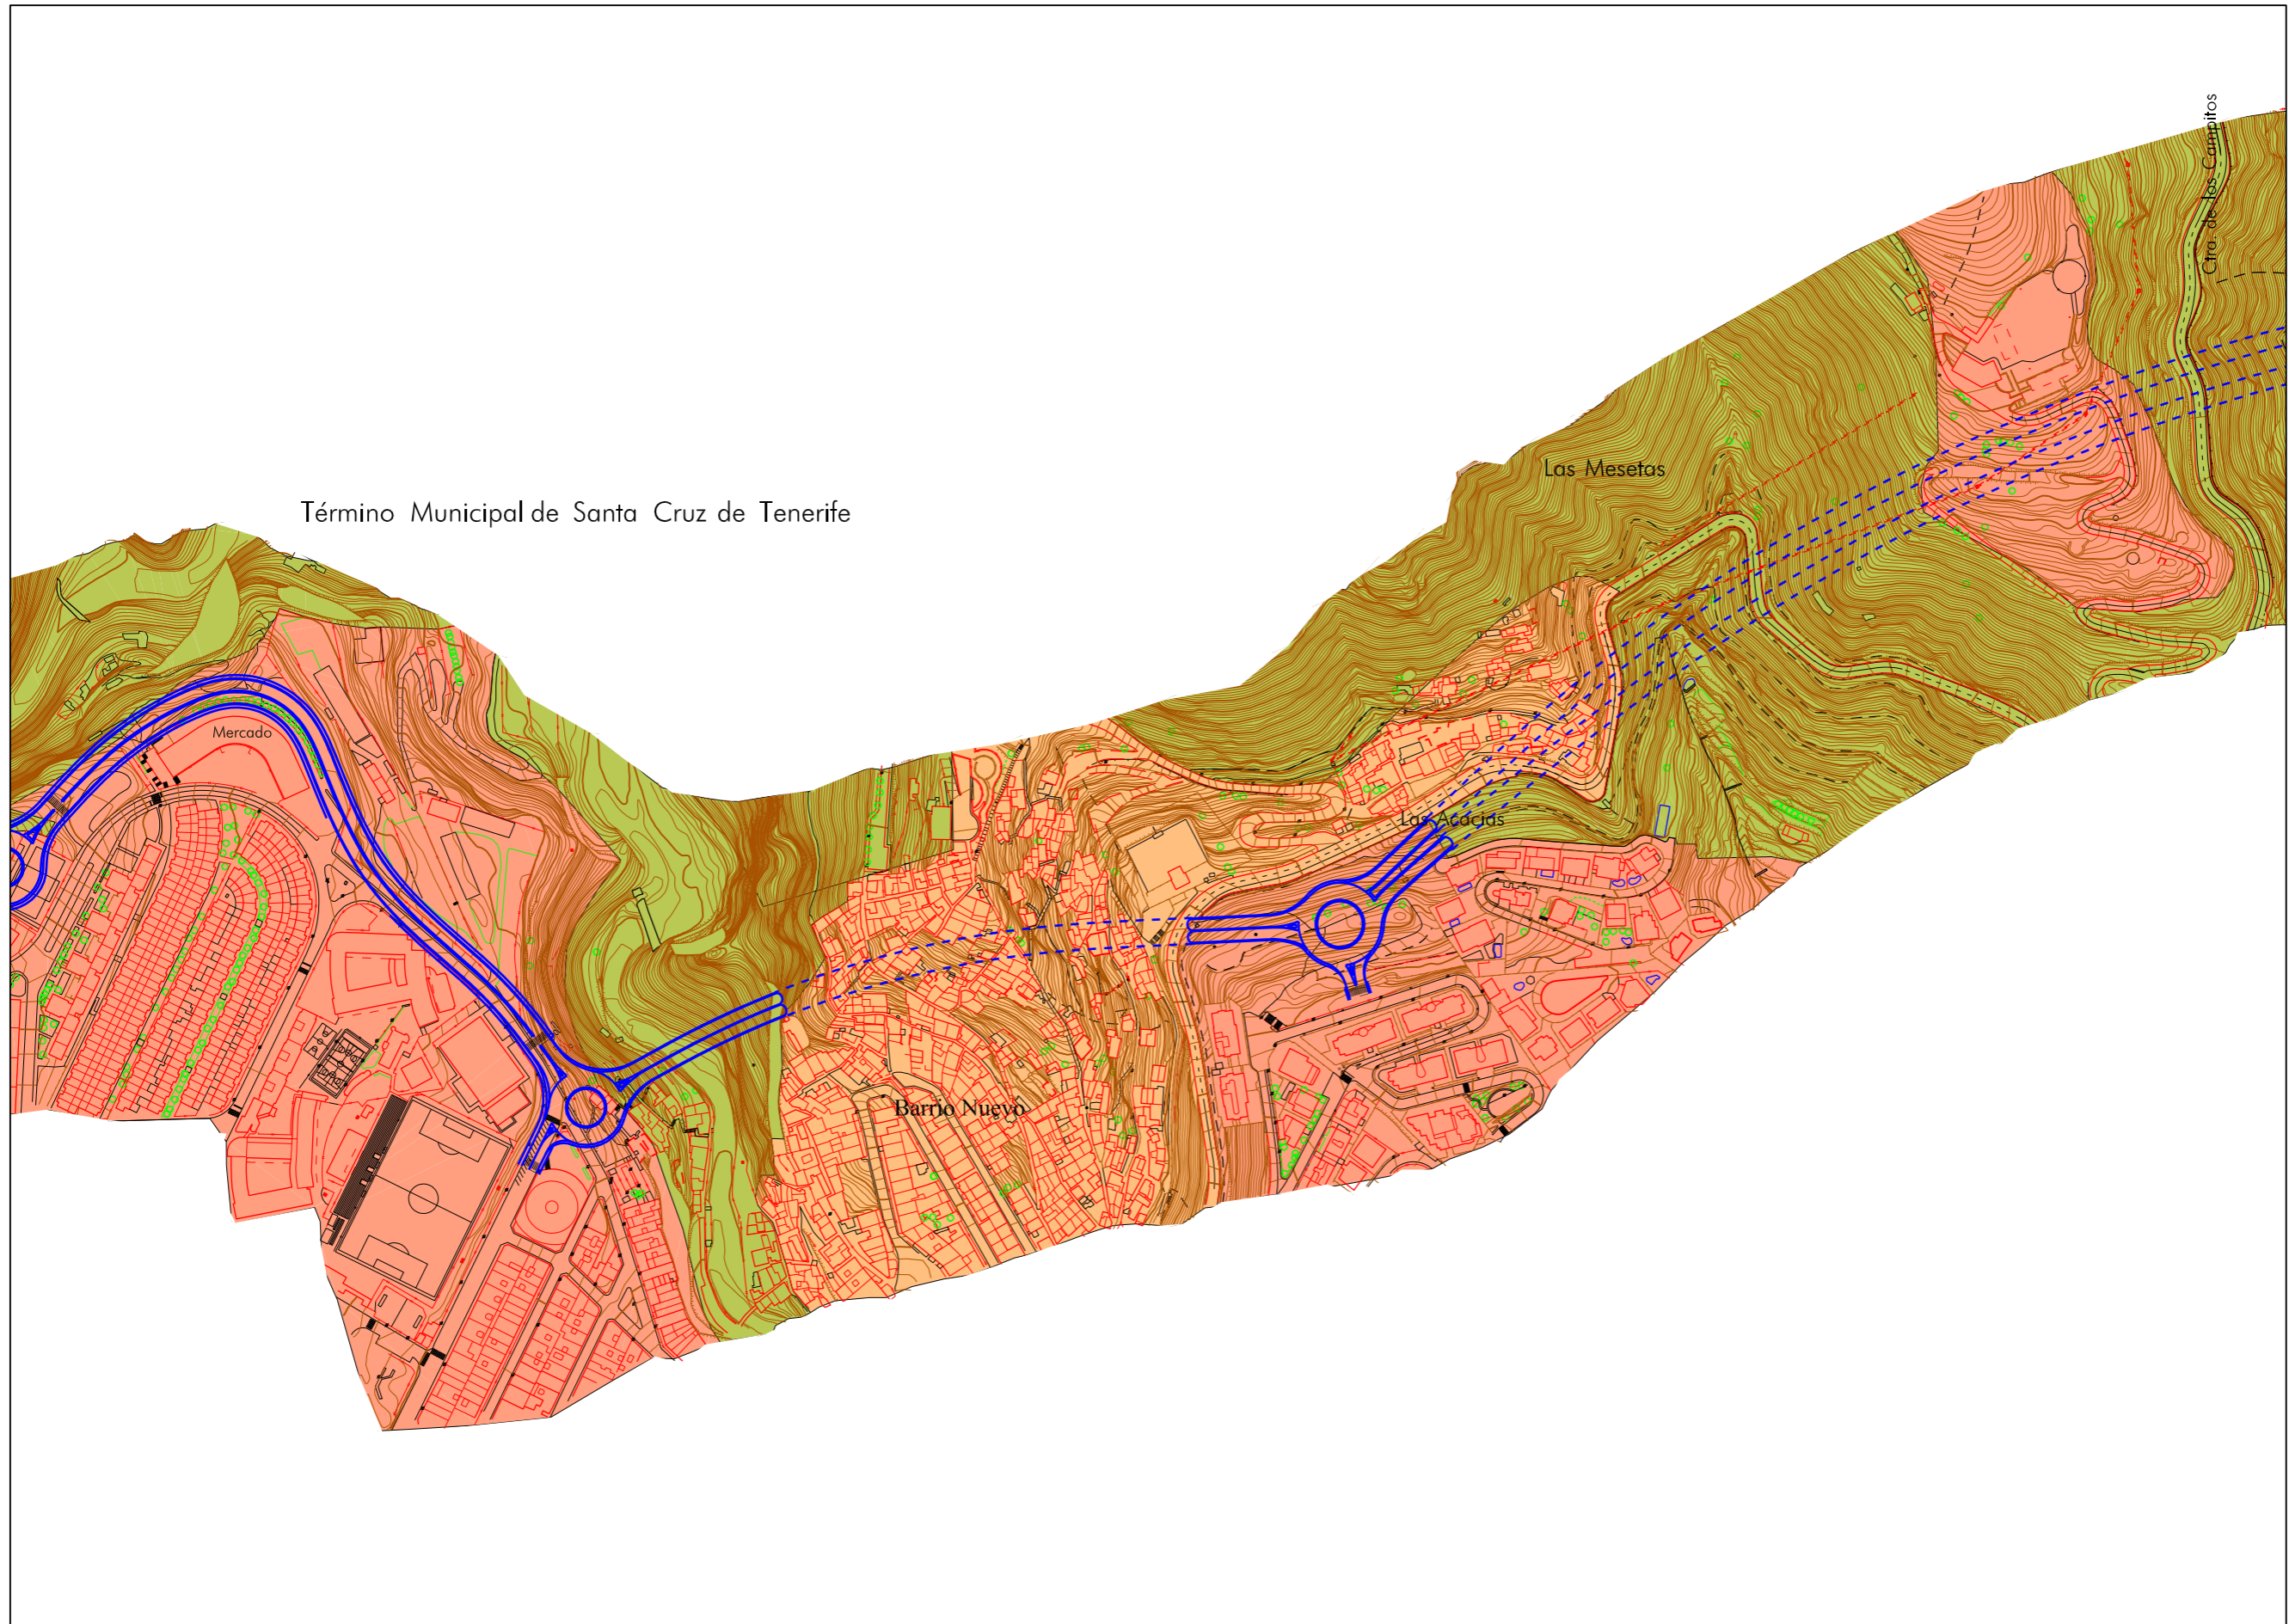 Ctra. de los Campitos
Las Mesetas
Término Municipal de Santa Cruz de Tenerife
Mercado
Las Acacias
Barrio Nuevo